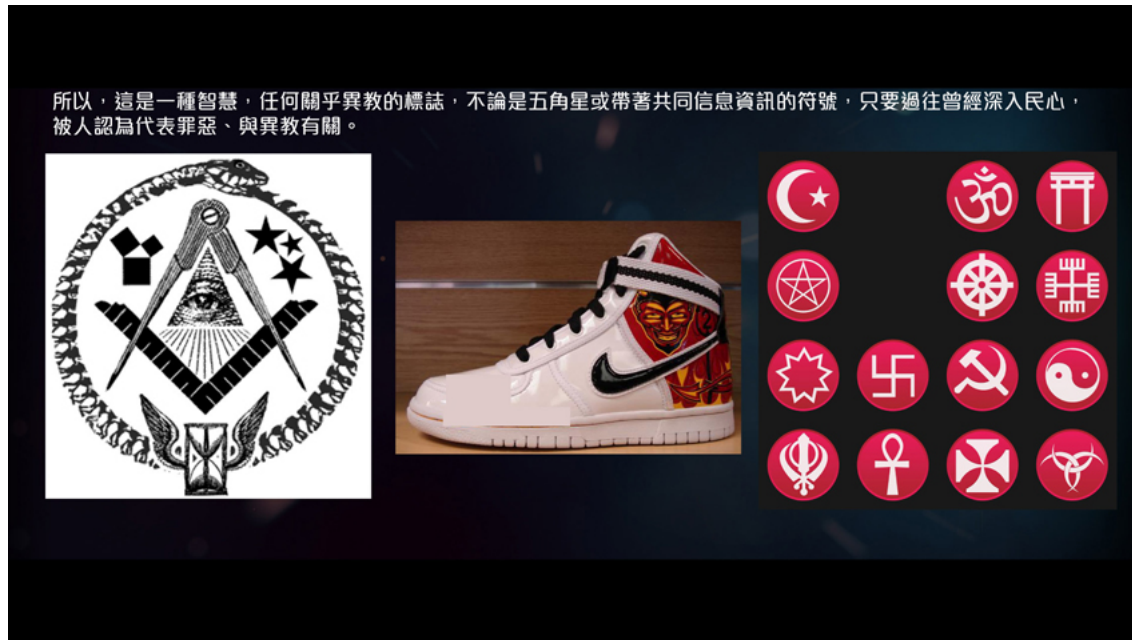 所以，這是一種智慧，任何關乎異教的標誌，不論是五角星或帶著共同信息資訊的符號，只要過往曾經深入民心，
被人認為代表罪惡、與異教有關。